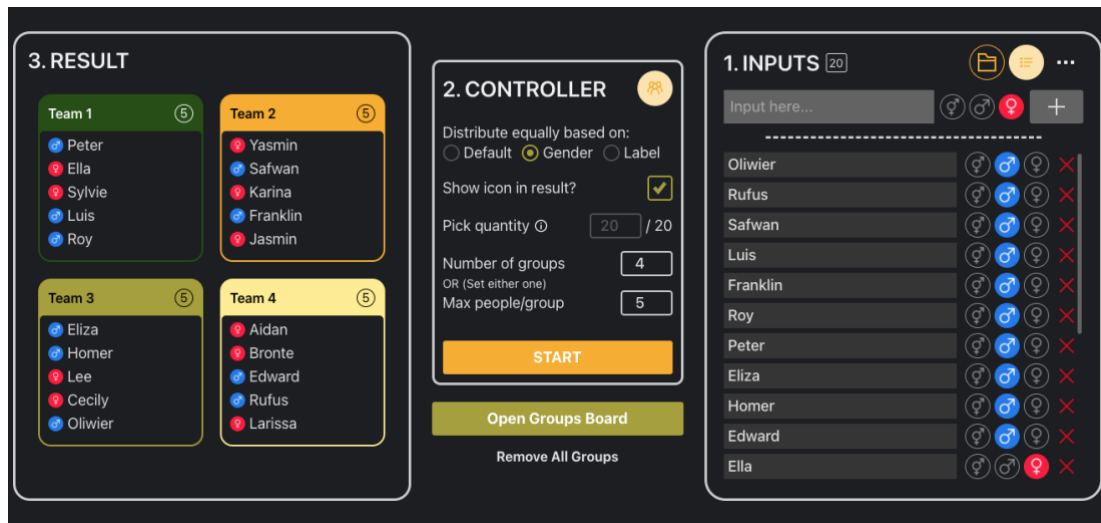 3. RESULT
Team 1 5
Peter
Ella
Sylvie
Luis
Roy
Team 2 5
Yasmin
Safwan
Karina
Franklin
Jasmin
Team 3 5
Eliza
Homer
Lee
Cecily
Oliwier
Team 4 5
Aidan
Bronte
Edward
Rufus
Larissa
2. CONTROLLER
Distribute equally based on:
Default Gender Label
Show icon in result?
Pick quantity 20 / 20
Number of groups 4
OR (Set either one)
Max people/group 5
START
Open Groups Board
Remove All Groups
1. INPUTS 20
Input here...
Oliwier
Rufus
Safwan
Luis
Franklin
Roy
Peter
Eliza
Homer
Edward
Ella